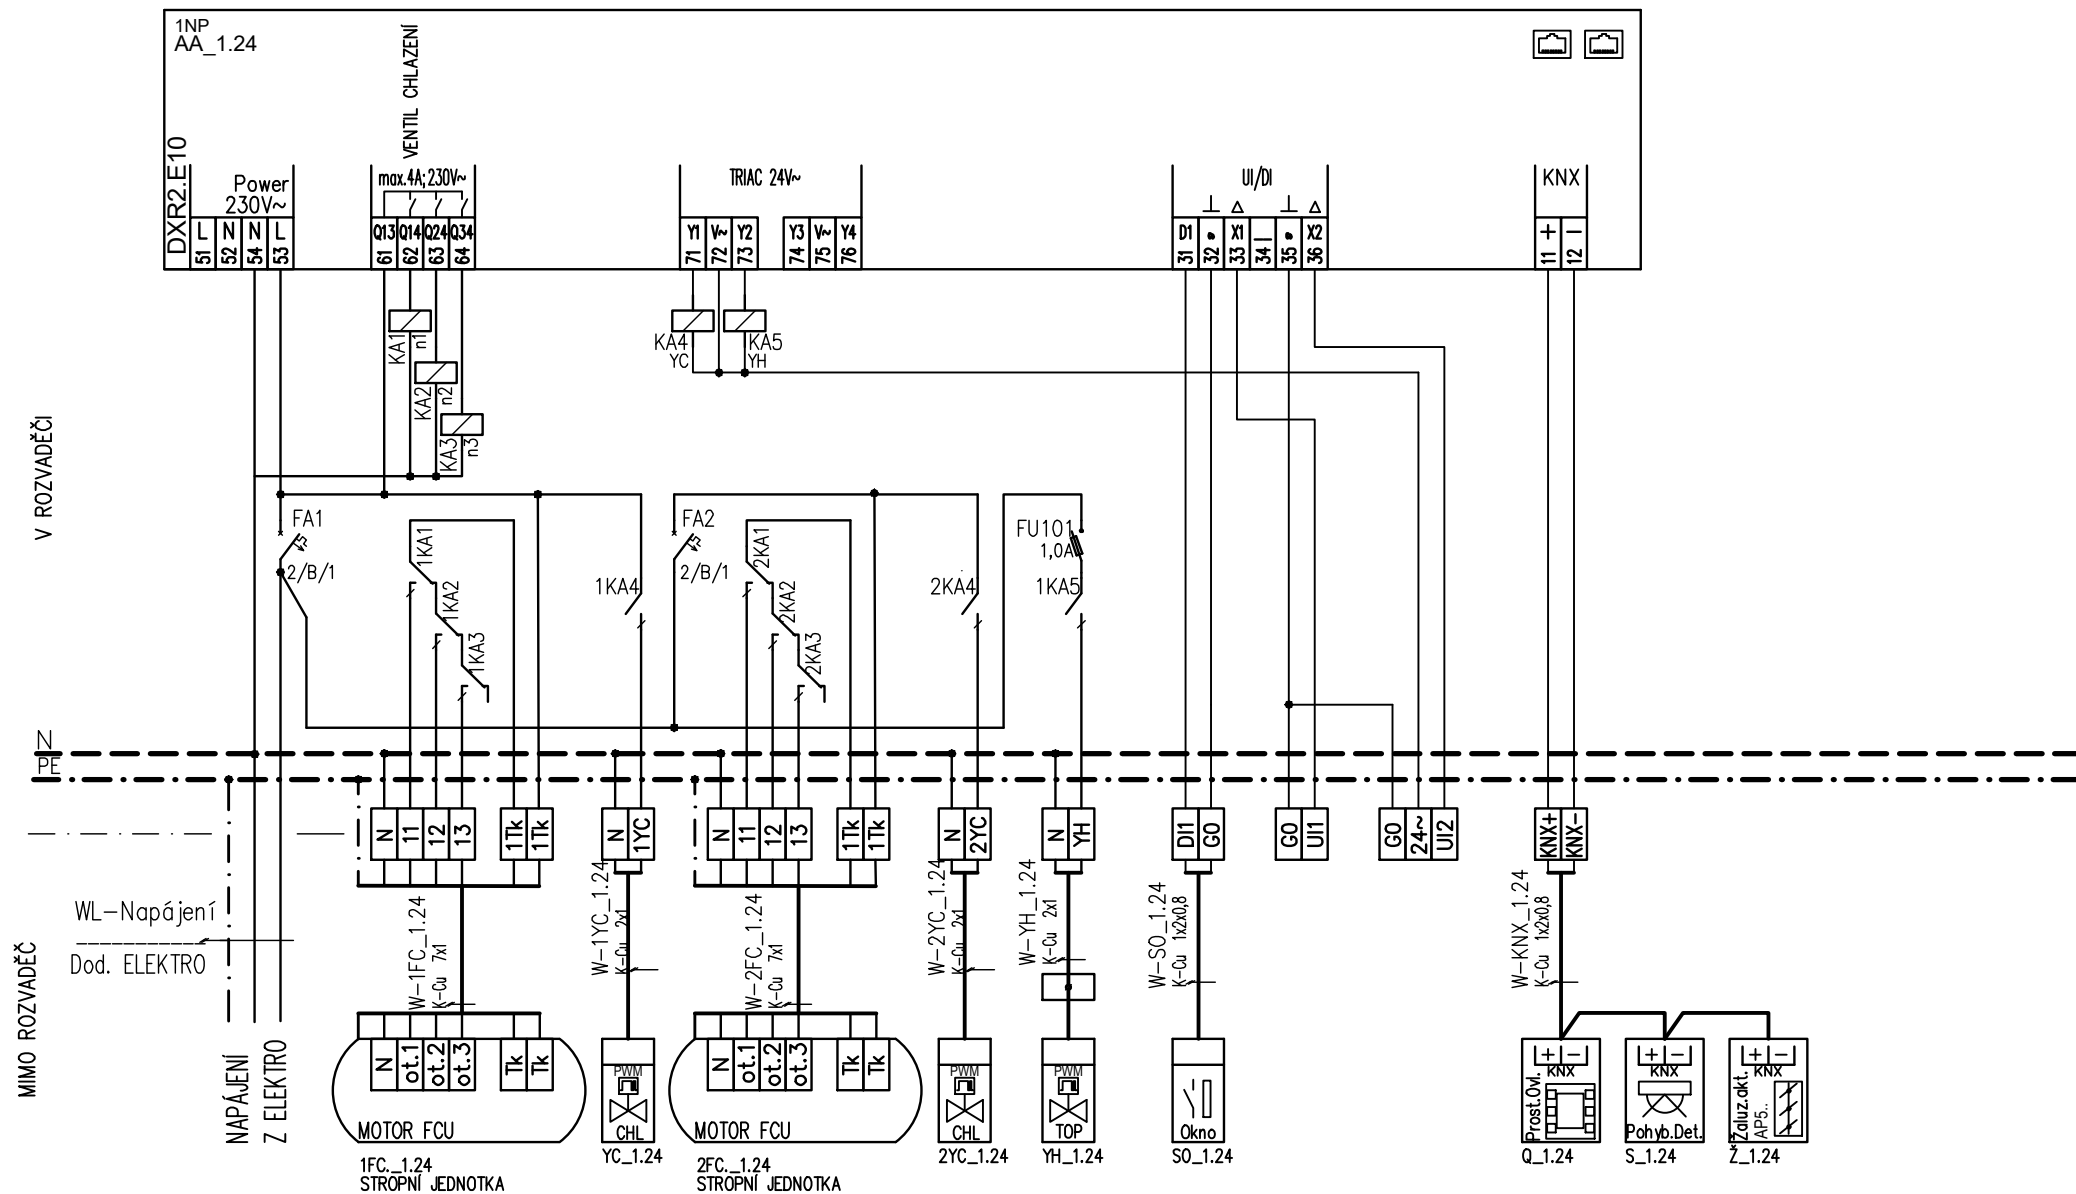 1NP
AA_1.24
VENTIL CHLAZENÍ
DXR2.E10
Power
230V~
max.4A;230V~
TRIAC 24V~
UI/DI
KNX
L N N L
51 52 54 53
Q13 Q14 Q24 Q34
61 62 63 64
Y1 V~ Y2
71 72 73
Y3 V~ Y4
74 75 76
D1 X1 X2
31 32 33 34 35 36
+ −
11 12
KA1
n1
KA2
n2
KA3
n3
KA4
YC
KA5
YH
V ROZVADĚČI
FA1
2/B/1
1KA1
1KA2
1KA3
1KA4
FA2
2/B/1
2KA1
2KA2
2KA3
2KA4
FU101
1,0A
1KA5
N
PE
N 11 12 13 1Tk 1Tk
N 1YC
N 11 12 13 1Tk 1Tk
N 2YC
N YH
DI1 G0
G0 UI1
G0 24~ UI2
KNX+ KNX-
WL-Napájení
Dod. ELEKTRO
MIMO ROZVADĚČ
NAPÁJENÍ
Z ELEKTRO
W-1FC_1.24
K-Cu 7x1
W-1YC_1.24
K-Cu 2x1
W-2FC_1.24
K-Cu 7x1
W-2YC_1.24
K-Cu 2x1
W-YH_1.24
K-Cu 2x1
W-SO_1.24
K-Cu 1x2x0,8
W-KNX_1.24
K-Cu 1x2x0,8
N ot.1 ot.2 ot.3 Tk Tk
MOTOR FCU
1FC._1.24
STROPNÍ JEDNOTKA
PWM
CHL
YC_1.24
N ot.1 ot.2 ot.3 Tk Tk
MOTOR FCU
2FC._1.24
STROPNÍ JEDNOTKA
PWM
CHL
2YC_1.24
PWM
TOP
YH_1.24
Okno
SO_1.24
+ −
KNX
Prost.Ovl.
Q_1.24
+ −
KNX
Pohyb.Det.
S_1.24
+ −
KNX
Žaluz.akt.
AP5..
Ž_1.24